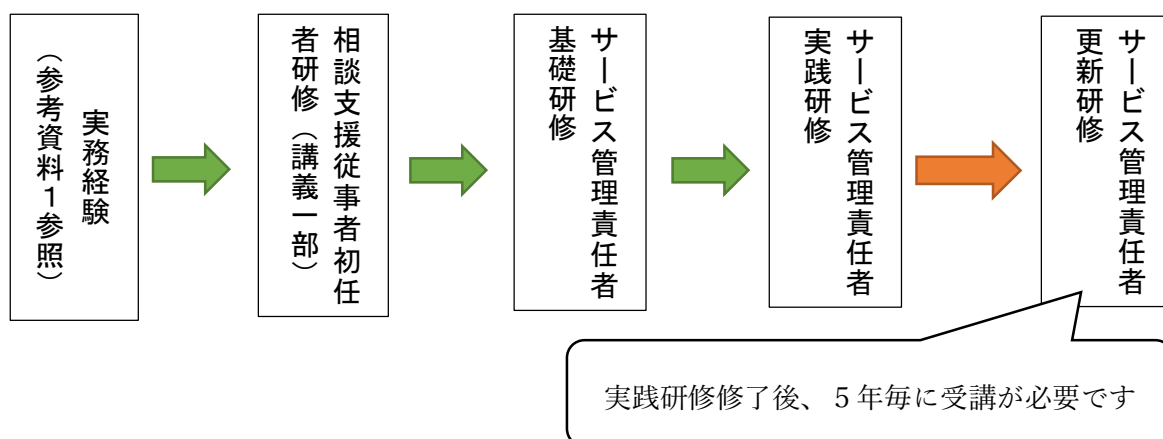 実務経験
（参考資料１参照）
相談支援従事者初任
者研修（講義一部）
サービス管理責任者
基礎研修
サービス管理責任者
実践研修
サービス管理責任者
更新研修
実践研修修了後、５年毎に受講が必要です